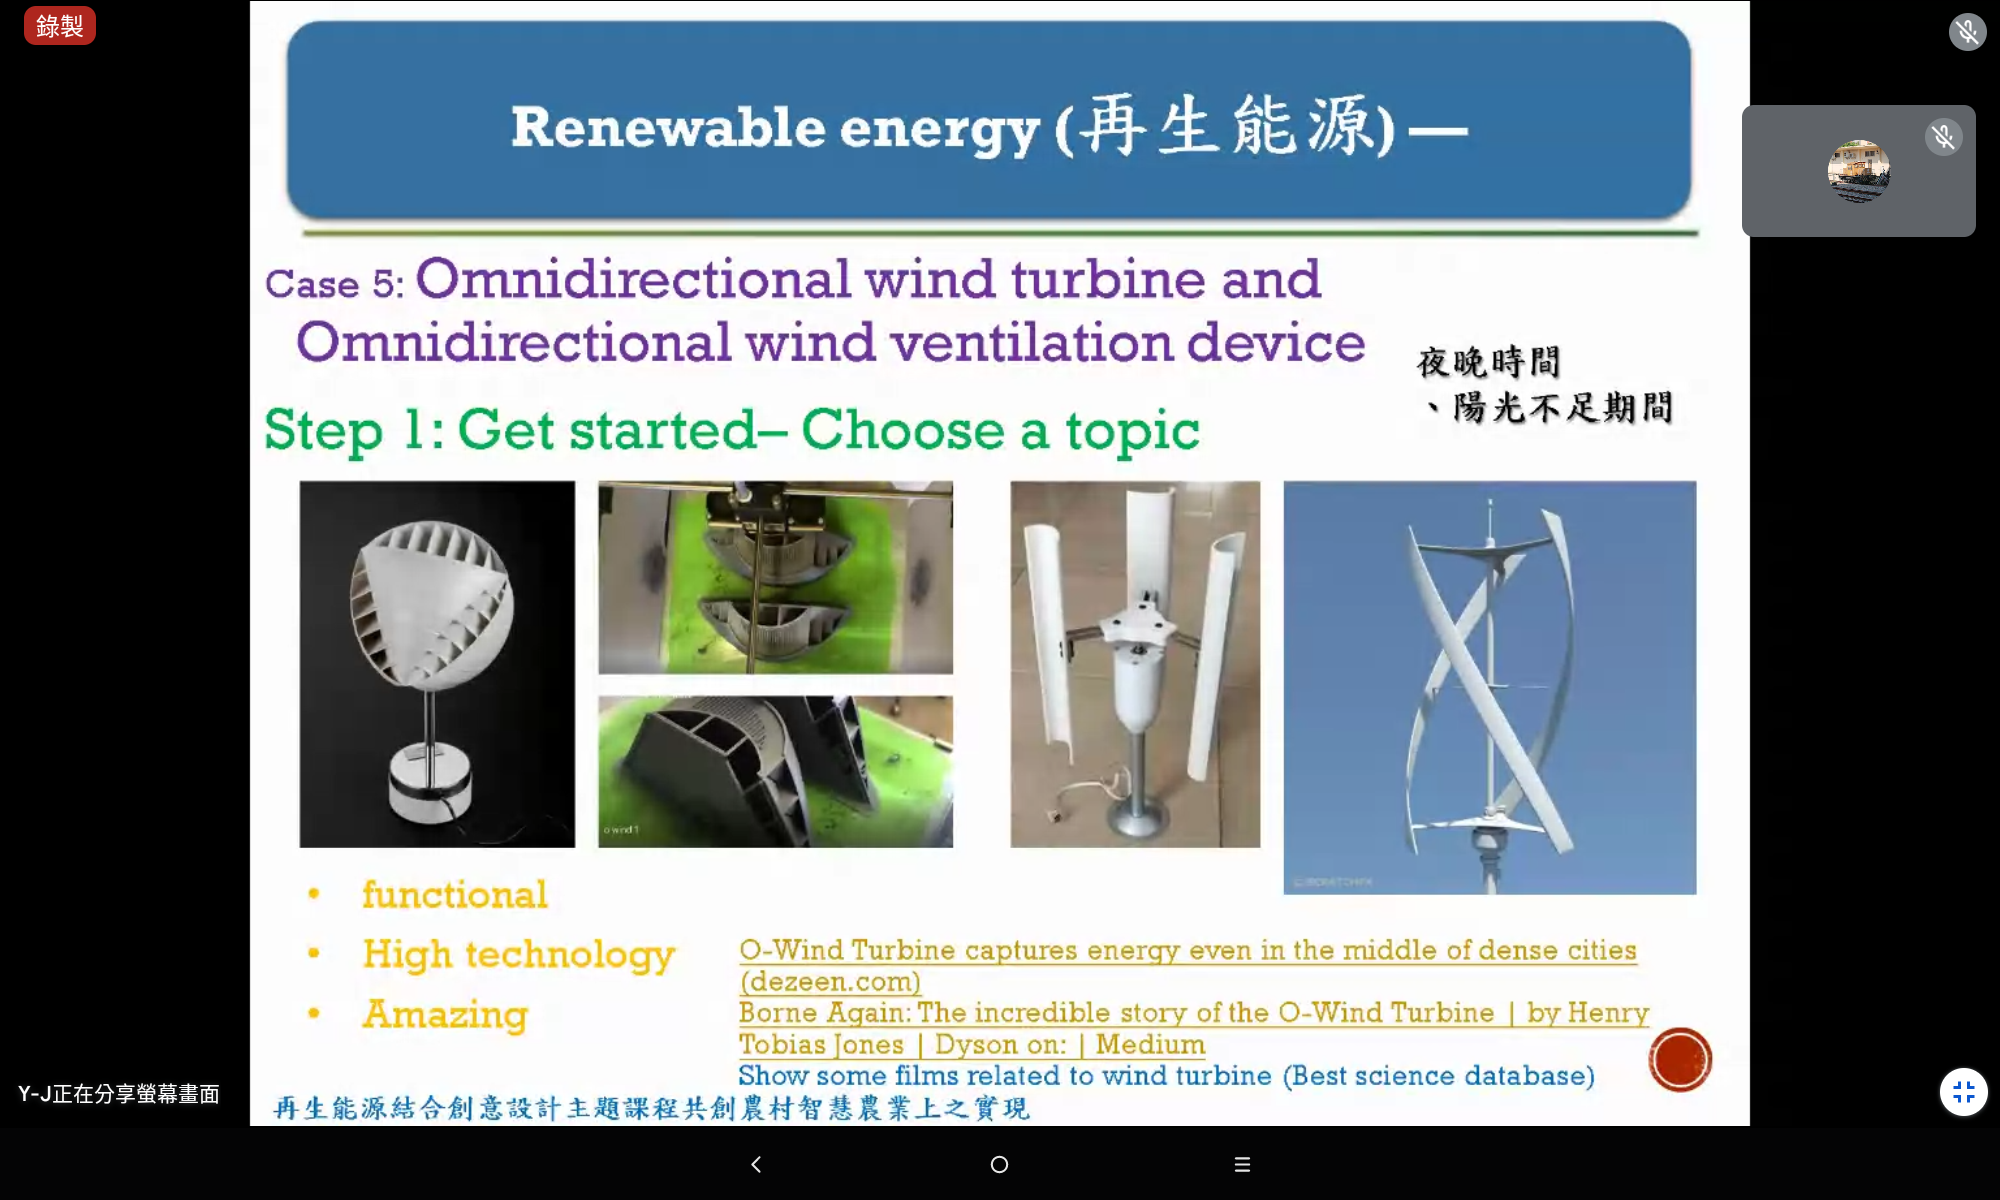 錄製
Renewable energy (再生能源) —
Case 5: Omnidirectional wind turbine and
Omnidirectional wind ventilation device
夜晚時間
、陽光不足期間
Step 1: Get started– Choose a topic
o wind 1
• functional
• High technology
• Amazing
O-Wind Turbine captures energy even in the middle of dense cities
(dezeen.com)
Borne Again: The incredible story of the O-Wind Turbine | by Henry
Tobias Jones | Dyson on: | Medium
Show some films related to wind turbine (Best science database)
Y-J正在分享螢幕畫面
再生能源結合創意設計主題課程共創農村智慧農業上之實現